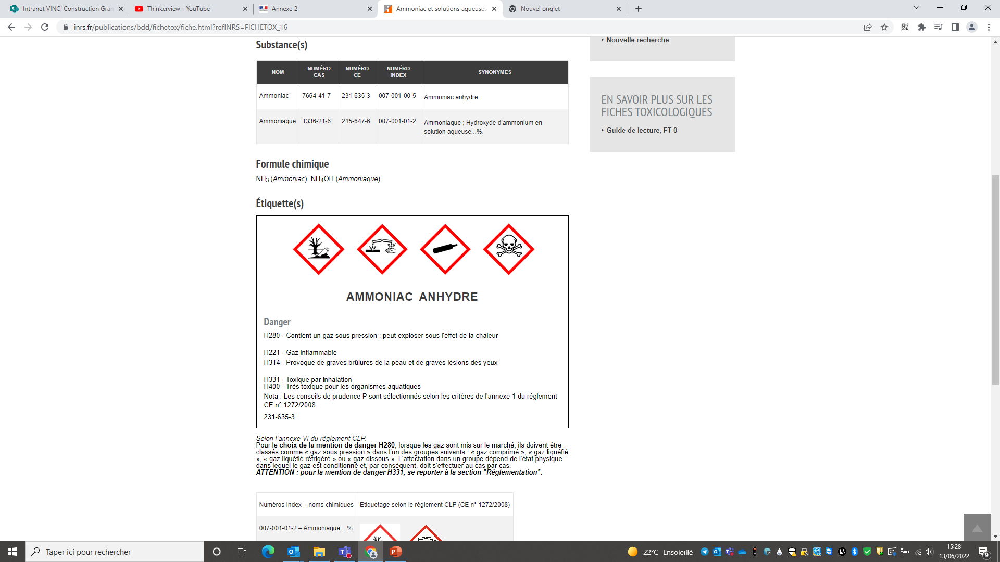 Intranet VINCI Construction Gran
Thinkerview - YouTube
Annexe 2
Ammoniac et solutions aqueuses
Nouvel onglet
inrs.fr/publications/bdd/fichetox/fiche.html?refINRS=FICHETOX_16
Substance(s)
NOM
NUMÉRO CAS
NUMÉRO CE
NUMÉRO INDEX
SYNONYMES
Ammoniac 7664-41-7 231-635-3 007-001-00-5 Ammoniac anhydre
Ammoniaque 1336-21-6 215-647-6 007-001-01-2 Ammoniaque ; Hydroxyde d'ammonium en
solution aqueuse...%.
Nouvelle recherche
EN SAVOIR PLUS SUR LES
FICHES TOXICOLOGIQUES
Guide de lecture, FT 0
Formule chimique
NH3 (Ammoniac), NH4OH (Ammoniaque)
Étiquette(s)
AMMONIAC ANHYDRE
Danger
H280 - Contient un gaz sous pression ; peut exploser sous l'effet de la chaleur
H221 - Gaz inflammable
H314 - Provoque de graves brûlures de la peau et de graves lésions des yeux
H331 - Toxique par inhalation
H400 - Très toxique pour les organismes aquatiques
Nota : Les conseils de prudence P sont sélectionnés selon les critères de l'annexe 1 du réglement
CE n° 1272/2008.
231-635-3
Selon l'annexe VI du règlement CLP.
Pour le choix de la mention de danger H280, lorsque les gaz sont mis sur le marché, ils doivent être
classés comme « gaz sous pression » dans l'un des groupes suivants : « gaz comprimé », « gaz liquéfié
», « gaz liquéfié réfrigéré » ou « gaz dissous ». L'affectation dans un groupe dépend de l'état physique
dans lequel le gaz est conditionné et, par conséquent, doit s'effectuer au cas par cas.
ATTENTION : pour la mention de danger H331, se reporter à la section "Réglementation".
Numéros Index – noms chimiques
Etiquetage selon le règlement CLP (CE n° 1272/2008)
007-001-01-2 – Ammoniaque... %
Taper ici pour rechercher
22°C Ensoleillé
15:28
13/06/2022
9